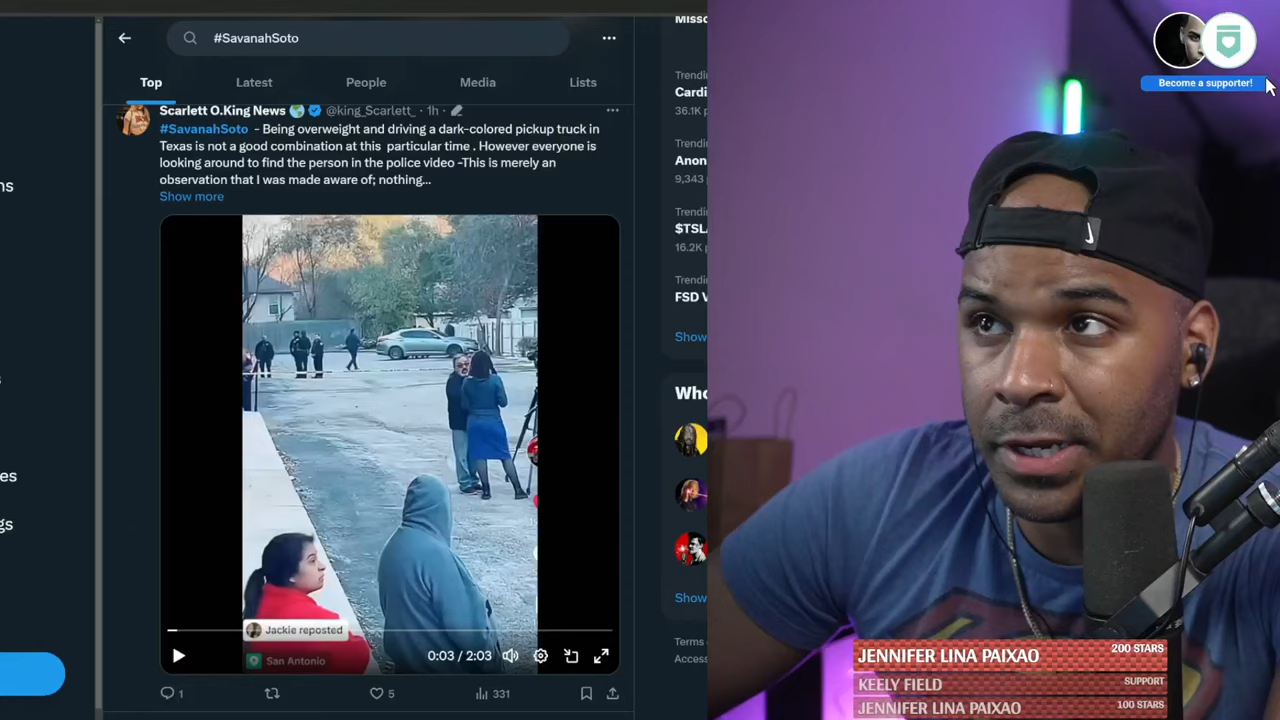 #SavanahSoto
Top
Latest
People
Media
Lists
Scarlett O.King News
@king_Scarlett_ · 1h ·
#SavanahSoto - Being overweight and driving a dark-colored pickup truck in
Texas is not a good combination at this particular time . However everyone is
looking around to find the person in the police video -This is merely an
observation that I was made aware of; nothing...
Show more
Jackie reposted
San Antonio
0:03 / 2:03
1
5
331
Trendi
Cardi
36.1K p
Trendi
Anon
9,343 p
Trendi
$TSL
16.2K p
Trendi
FSD V
Show
Who
Show
Terms
Acces
Become a supporter!
JENNIFER LINA PAIXAO
200 STARS
KEELY FIELD
SUPPORT
JENNIFER LINA PAIXAO
100 STARS